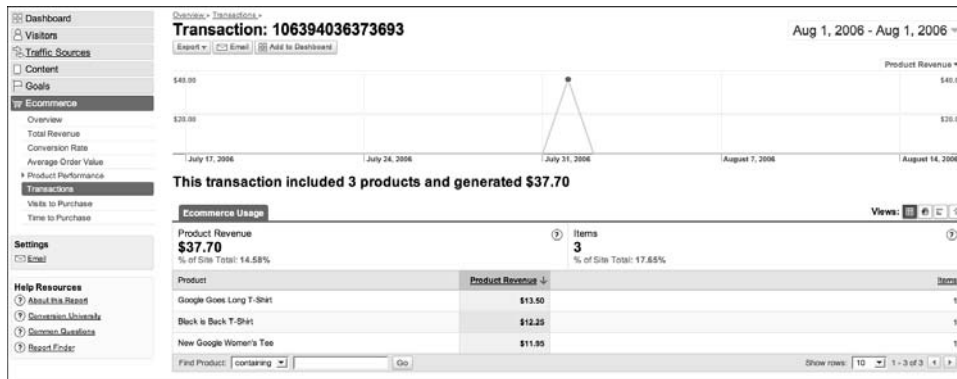 Dashboard
Visitors
Traffic Sources
Content
Goals
Ecommerce
Overview
Total Revenue
Conversion Rate
Average Order Value
Product Performance
Transactions
Visits to Purchase
Time to Purchase
Settings
Email
Help Resources
About this Report
Conversion University
Common Questions
Report Finder
Overview » Transactions »
Transaction: 106394036373693
Export Email Add to Dashboard
Aug 1, 2006 - Aug 1, 2006
Product Revenue
$40.00 $40.
$20.00 $20.
July 17, 2006 July 24, 2006 July 31, 2006 August 7, 2006 August 14, 2006
This transaction included 3 products and generated $37.70
Ecommerce Usage Views:
Product Revenue
$37.70
% of Site Total: 14.58%
Items
3
% of Site Total: 17.65%
Product Product Revenue Items
Google Goes Long T-Shirt $13.50 1
Black is Back T-Shirt $12.25 1
New Google Women's Tee $11.95 1
Find Product: containing Go Show rows: 10 1 - 3 of 3